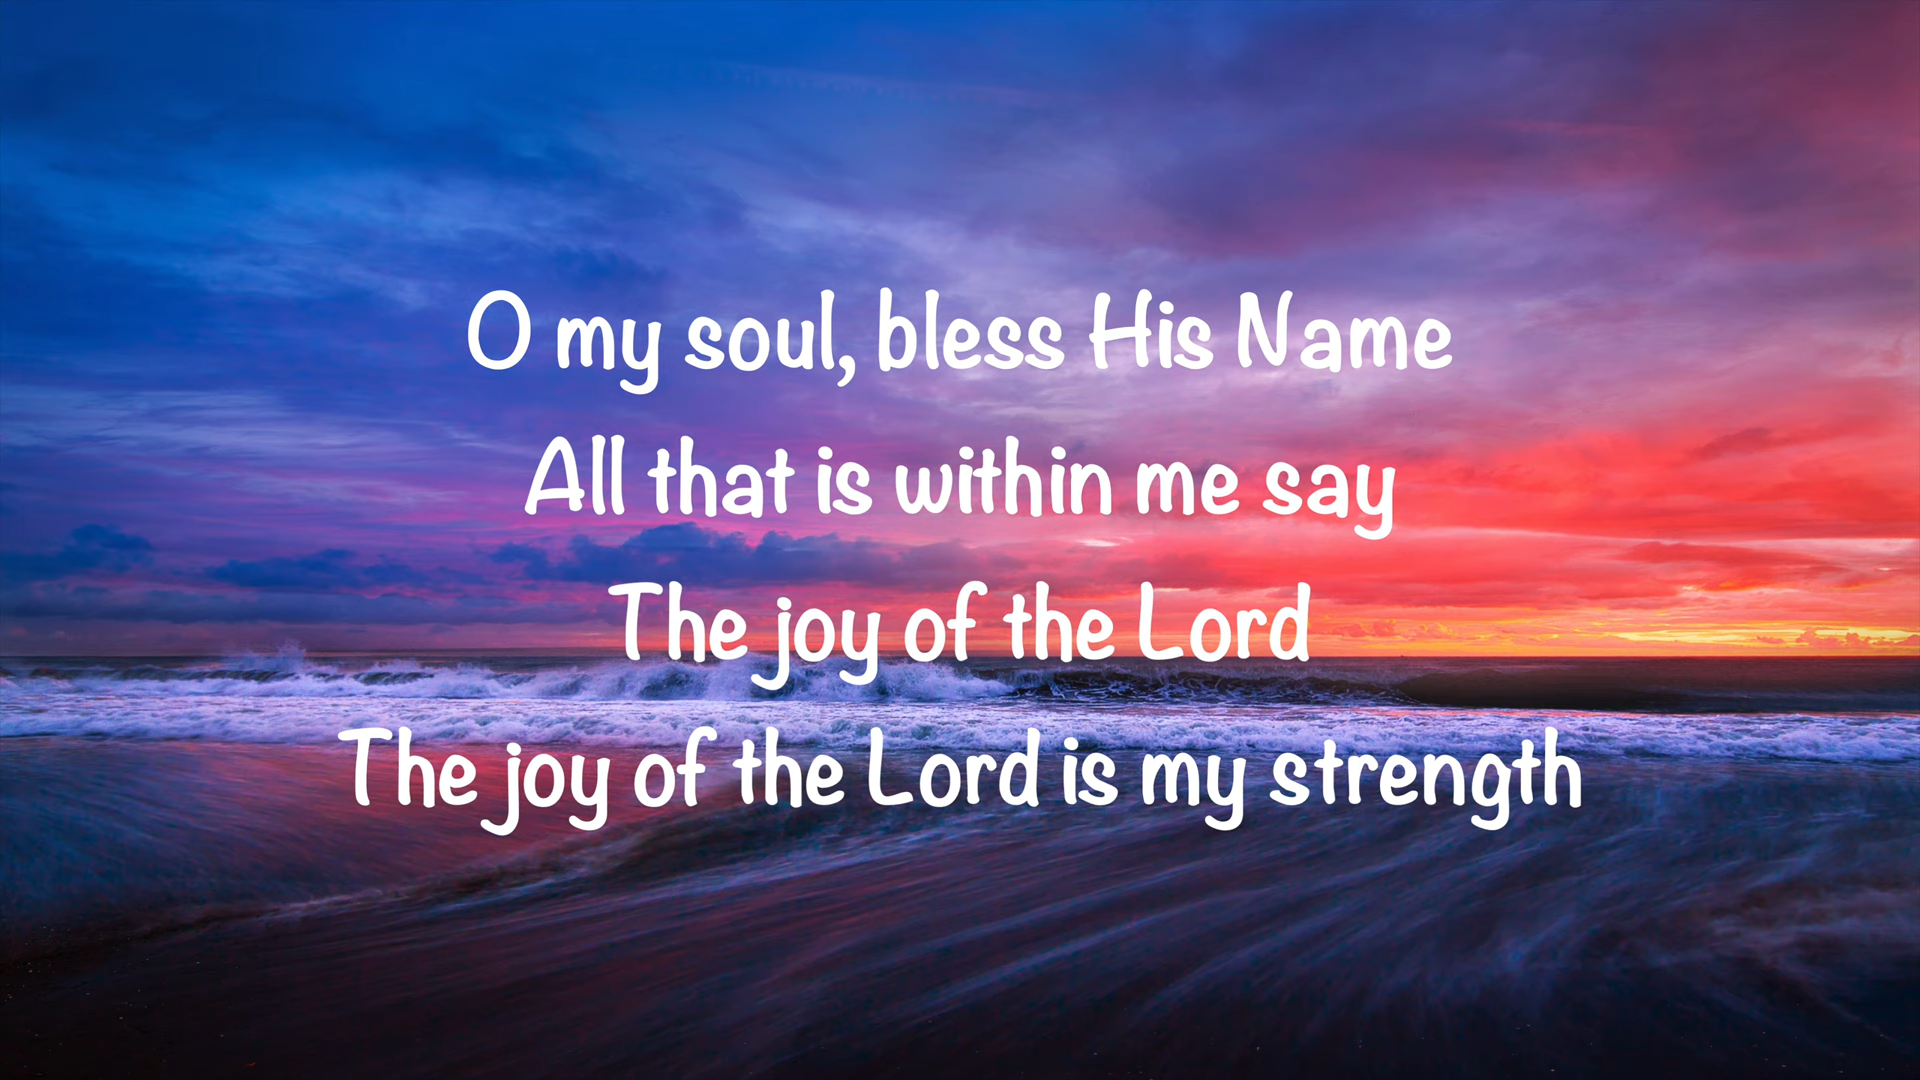 O my soul, bless His Name
All that is within me say
The joy of the Lord
The joy of the Lord is my strength